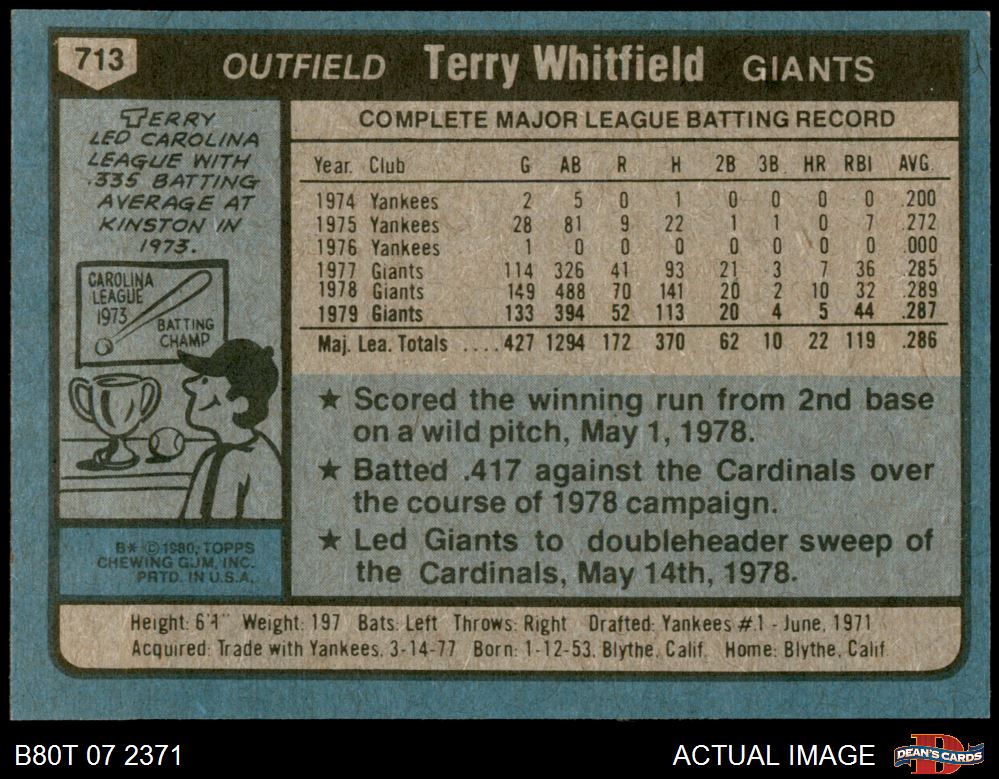 713 OUTFIELD Terry Whitfield GIANTS
TERRY
LED CAROLINA
LEAGUE WITH
.335 BATTING
AVERAGE AT
KINSTON IN
1973.
CAROLINA
LEAGUE
1973
BATTING
CHAMP
B* © 1980, TOPPS
CHEWING GUM, INC.
PRTD. IN U.S.A.
COMPLETE MAJOR LEAGUE BATTING RECORD
Year Club G AB R H 2B 3B HR RBI AVG.
1974 Yankees 2 5 0 1 0 0 0 0 .200
1975 Yankees 28 81 9 22 1 1 0 7 .272
1976 Yankees 1 0 0 0 0 0 0 0 .000
1977 Giants 114 326 41 93 21 3 7 36 .285
1978 Giants 149 488 70 141 20 2 10 32 .289
1979 Giants 133 394 52 113 20 4 5 44 .287
Maj. Lea. Totals ....427 1294 172 370 62 10 22 119 .286
★ Scored the winning run from 2nd base
on a wild pitch, May 1, 1978.
★ Batted .417 against the Cardinals over
the course of 1978 campaign.
★ Led Giants to doubleheader sweep of
the Cardinals, May 14th, 1978.
Height: 6'1" Weight: 197 Bats: Left Throws: Right Drafted: Yankees #1 - June, 1971
Acquired: Trade with Yankees, 3-14-77 Born: 1-12-53, Blythe, Calif. Home: Blythe, Calif.
B80T 07 2371 ACTUAL IMAGE DEAN'S CARDS